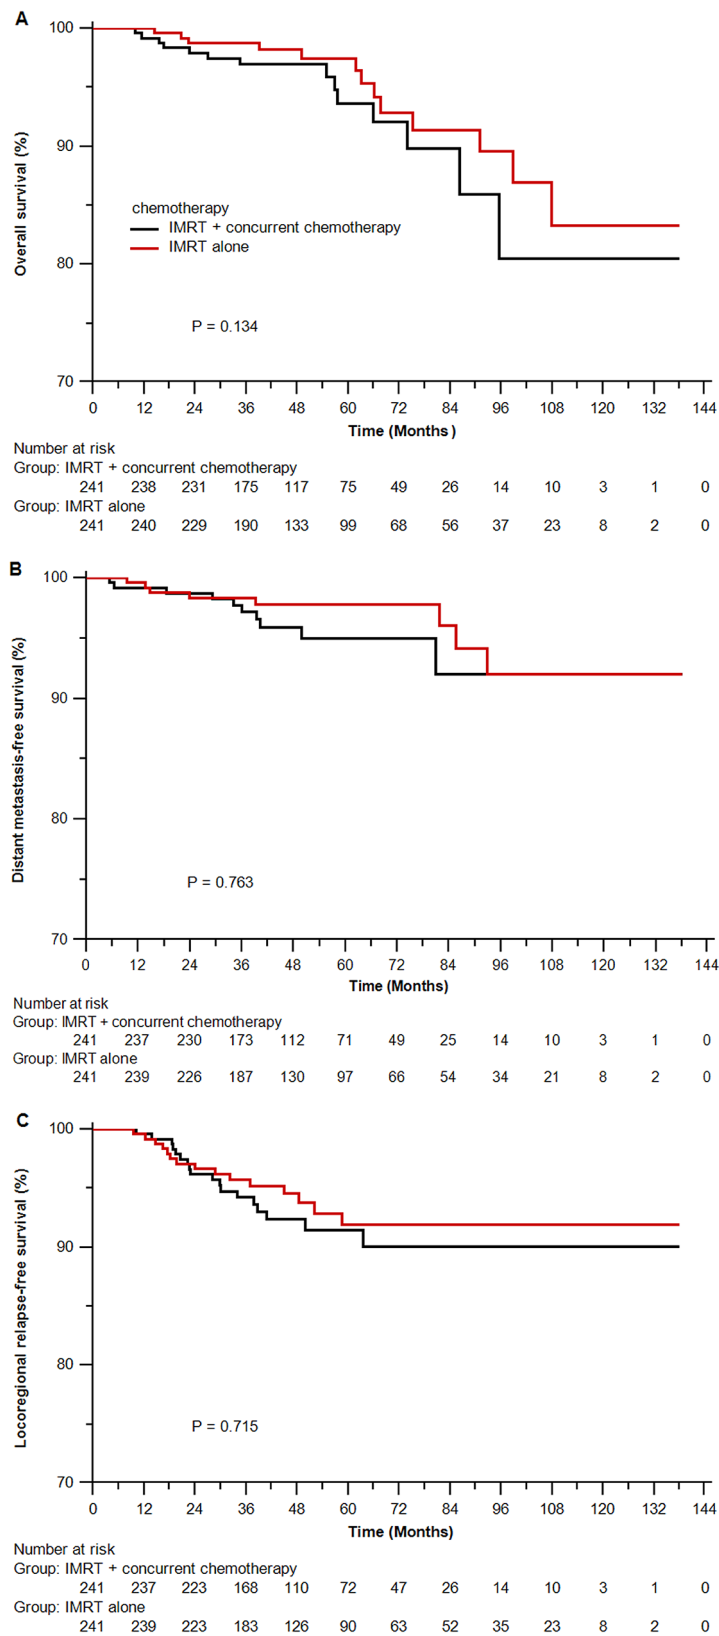 A
100
90
80
70
Overall survival (%)
chemotherapy
IMRT + concurrent chemotherapy
IMRT alone
P = 0.134
0 12 24 36 48 60 72 84 96 108 120 132 144
Time (Months)
Number at risk
Group: IMRT + concurrent chemotherapy
241 238 231 175 117 75 49 26 14 10 3 1 0
Group: IMRT alone
241 240 229 190 133 99 68 56 37 23 8 2 0
B
100
90
80
70
Distant metastasis-free survival (%)
P = 0.763
0 12 24 36 48 60 72 84 96 108 120 132 144
Time (Months)
Number at risk
Group: IMRT + concurrent chemotherapy
241 237 230 173 112 71 49 25 14 10 3 1 0
Group: IMRT alone
241 239 226 187 130 97 66 54 34 21 8 2 0
C
100
90
80
70
Locoregional relapse-free survival (%)
P = 0.715
0 12 24 36 48 60 72 84 96 108 120 132 144
Time (Months)
Number at risk
Group: IMRT + concurrent chemotherapy
241 237 223 168 110 72 47 26 14 10 3 1 0
Group: IMRT alone
241 239 223 183 126 90 63 52 35 23 8 2 0